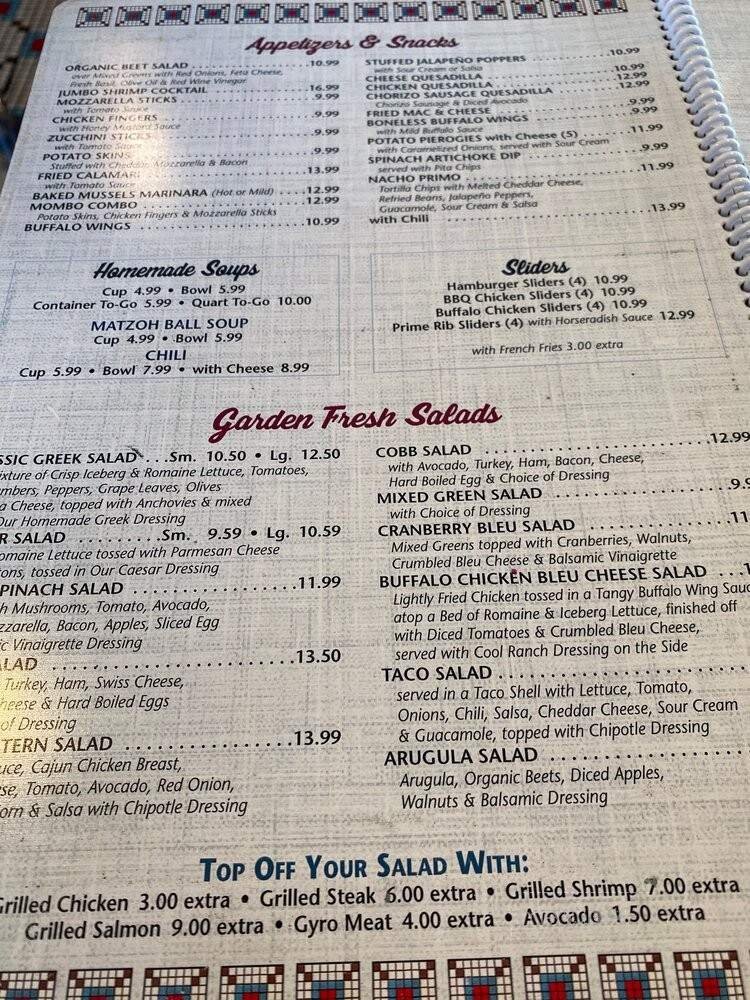 Appetizers & Snacks
ORGANIC BEET SALAD 10.99
over Mixed Greens with Red Onions, Feta Cheese,
Fresh Basil, Olive Oil & Red Wine Vinegar
JUMBO SHRIMP COCKTAIL 16.99
MOZZARELLA STICKS 9.99
with Tomato Sauce
CHICKEN FINGERS 9.99
with Honey Mustard Sauce
ZUCCHINI STICKS 9.99
with Tomato Sauce
POTATO SKINS 9.99
Stuffed with Cheddar, Mozzarella & Bacon
FRIED CALAMARI 13.99
with Tomato Sauce
BAKED MUSSELS MARINARA (Hot or Mild) 12.99
MOMBO COMBO 12.99
Potato Skins, Chicken Fingers & Mozzarella Sticks
BUFFALO WINGS 10.99
STUFFED JALAPEÑO POPPERS 10.99
with Sour Cream or Salsa
CHEESE QUESADILLA 10.99
CHICKEN QUESADILLA 12.99
CHORIZO SAUSAGE QUESADILLA 12.99
Chorizo Sausage & Diced Avocado
FRIED MAC & CHEESE 9.99
BONELESS BUFFALO WINGS 9.99
with Mild Buffalo Sauce
POTATO PIEROGIES with Cheese (5) 11.99
with Caramelized Onions, served with Sour Cream
SPINACH ARTICHOKE DIP 9.99
served with Pita Chips
NACHO PRIMO 11.99
Tortilla Chips with Melted Cheddar Cheese,
Refried Beans, Jalapeño Peppers,
Guacamole, Sour Cream & Salsa
with Chili 13.99
Homemade Soups
Cup 4.99 • Bowl 5.99
Container To-Go 5.99 • Quart To-Go 10.00
MATZOH BALL SOUP
Cup 4.99 • Bowl 5.99
CHILI
Cup 5.99 • Bowl 7.99 • with Cheese 8.99
Sliders
Hamburger Sliders (4) 10.99
BBQ Chicken Sliders (4) 10.99
Buffalo Chicken Sliders (4) 10.99
Prime Rib Sliders (4) with Horseradish Sauce 12.99
with French Fries 3.00 extra
Garden Fresh Salads
SSIC GREEK SALAD ...Sm. 10.50 • Lg. 12.50
ixture of Crisp Iceberg & Romaine Lettuce, Tomatoes,
mbers, Peppers, Grape Leaves, Olives
a Cheese, topped with Anchovies & mixed
Our Homemade Greek Dressing
R SALAD .........Sm. 9.59 • Lg. 10.59
omaine Lettuce tossed with Parmesan Cheese
tons, tossed in Our Caesar Dressing
SPINACH SALAD 11.99
h Mushrooms, Tomato, Avocado,
zzarella, Bacon, Apples, Sliced Egg
ic Vinaigrette Dressing
ALAD 13.50
Turkey, Ham, Swiss Cheese,
heese & Hard Boiled Eggs
of Dressing
TERN SALAD 13.99
uce, Cajun Chicken Breast,
se, Tomato, Avocado, Red Onion,
orn & Salsa with Chipotle Dressing
COBB SALAD 12.99
with Avocado, Turkey, Ham, Bacon, Cheese,
Hard Boiled Egg & Choice of Dressing
MIXED GREEN SALAD 9.9
with Choice of Dressing
CRANBERRY BLEU SALAD 11
Mixed Greens topped with Cranberries, Walnuts,
Crumbled Bleu Cheese & Balsamic Vinaigrette
BUFFALO CHICKEN BLEU CHEESE SALAD ...1
Lightly Fried Chicken tossed in a Tangy Buffalo Wing Sauc
atop a Bed of Romaine & Iceberg Lettuce, finished off
with Diced Tomatoes & Crumbled Bleu Cheese,
served with Cool Ranch Dressing on the Side
TACO SALAD
served in a Taco Shell with Lettuce, Tomato,
Onions, Chili, Salsa, Cheddar Cheese, Sour Cream
& Guacamole, topped with Chipotle Dressing
ARUGULA SALAD
Arugula, Organic Beets, Diced Apples,
Walnuts & Balsamic Dressing
TOP OFF YOUR SALAD WITH:
Grilled Chicken 3.00 extra • Grilled Steak 6.00 extra • Grilled Shrimp 7.00 extra
Grilled Salmon 9.00 extra • Gyro Meat 4.00 extra • Avocado 1.50 extra